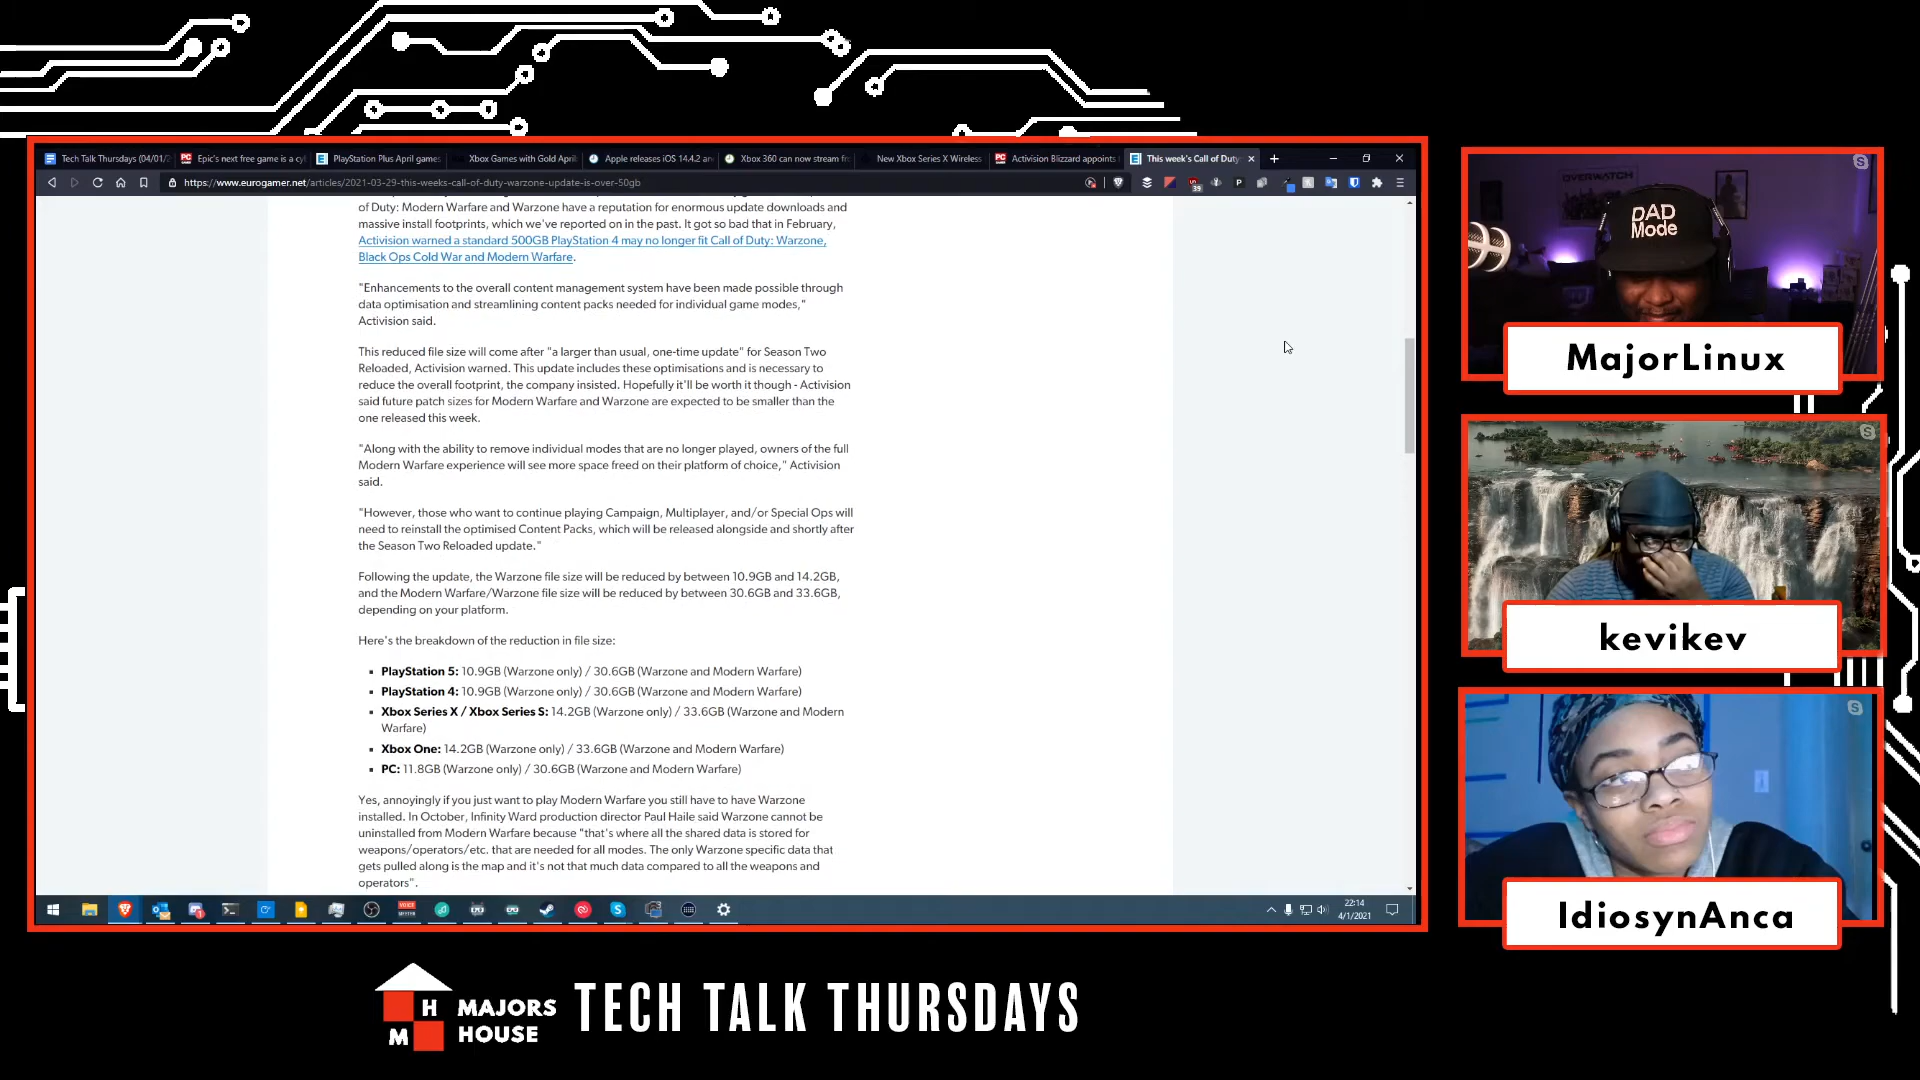 Tech Talk Thursdays (04/01/2
Epic's next free game is a cyl
PlayStation Plus April games
Xbox Games with Gold April
Apple releases iOS 14.4.2 an
Xbox 360 can now stream fr
New Xbox Series X Wireless
Activision Blizzard appoints
This week's Call of Duty
https://www.eurogamer.net/articles/2021-03-29-this-weeks-call-of-duty-warzone-update-is-over-50gb
39
of Duty: Modern Warfare and Warzone have a reputation for enormous update downloads and
massive install footprints, which we've reported on in the past. It got so bad that in February,
Activision warned a standard 500GB PlayStation 4 may no longer fit Call of Duty: Warzone,
Black Ops Cold War and Modern Warfare.
"Enhancements to the overall content management system have been made possible through
data optimisation and streamlining content packs needed for individual game modes,"
Activision said.
This reduced file size will come after "a larger than usual, one-time update" for Season Two
Reloaded, Activision warned. This update includes these optimisations and is necessary to
reduce the overall footprint, the company insisted. Hopefully it'll be worth it though - Activision
said future patch sizes for Modern Warfare and Warzone are expected to be smaller than the
one released this week.
"Along with the ability to remove individual modes that are no longer played, owners of the full
Modern Warfare experience will see more space freed on their platform of choice," Activision
said.
"However, those who want to continue playing Campaign, Multiplayer, and/or Special Ops will
need to reinstall the optimised Content Packs, which will be released alongside and shortly after
the Season Two Reloaded update."
Following the update, the Warzone file size will be reduced by between 10.9GB and 14.2GB,
and the Modern Warfare/Warzone file size will be reduced by between 30.6GB and 33.6GB,
depending on your platform.
Here's the breakdown of the reduction in file size:
PlayStation 5: 10.9GB (Warzone only) / 30.6GB (Warzone and Modern Warfare)
PlayStation 4: 10.9GB (Warzone only) / 30.6GB (Warzone and Modern Warfare)
Xbox Series X / Xbox Series S: 14.2GB (Warzone only) / 33.6GB (Warzone and Modern
Warfare)
Xbox One: 14.2GB (Warzone only) / 33.6GB (Warzone and Modern Warfare)
PC: 11.8GB (Warzone only) / 30.6GB (Warzone and Modern Warfare)
Yes, annoyingly if you just want to play Modern Warfare you still have to have Warzone
installed. In October, Infinity Ward production director Paul Haile said Warzone cannot be
uninstalled from Modern Warfare because "that's where all the shared data is stored for
weapons/operators/etc. that are needed for all modes. The only Warzone specific data that
gets pulled along is the map and it's not that much data compared to all the weapons and
operators".
22:14
4/1/2021
OVERWATCH
DAD
Mode
MajorLinux
kevikev
IdiosynAnca
H
M
MAJORS
HOUSE
TECH TALK THURSDAYS